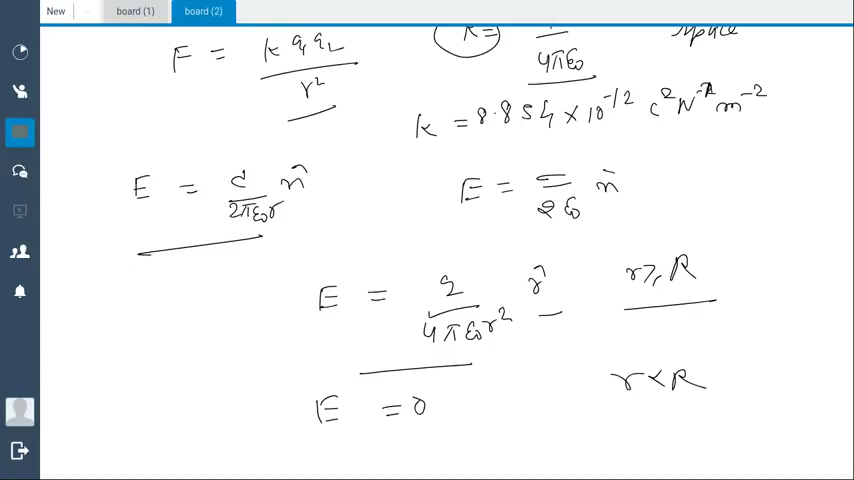 New board (1) board (2)
F = k q₁ q₂ / r²
k = 1 / 4πε₀ space
k = 8.854 × 10⁻¹² C² N⁻¹ m⁻²
E = / 2πε₀r n̂
E = / 2ε₀ n̂
E = q / 4πε₀r² r̂ r ≥ R
E = 0 r < R